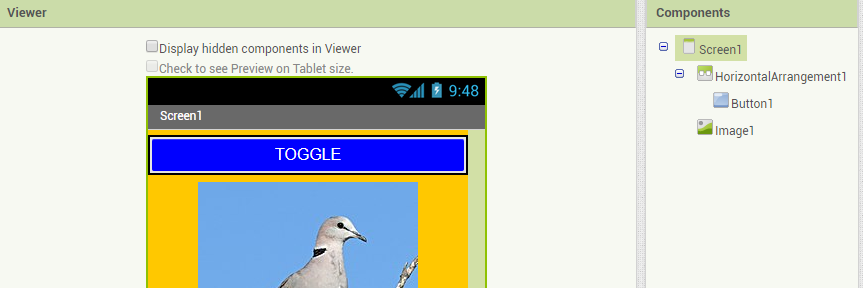 Viewer
Display hidden components in Viewer
Check to see Preview on Tablet size.
9:48
Screen1
TOGGLE
Components
Screen1
HorizontalArrangement1
Button1
Image1